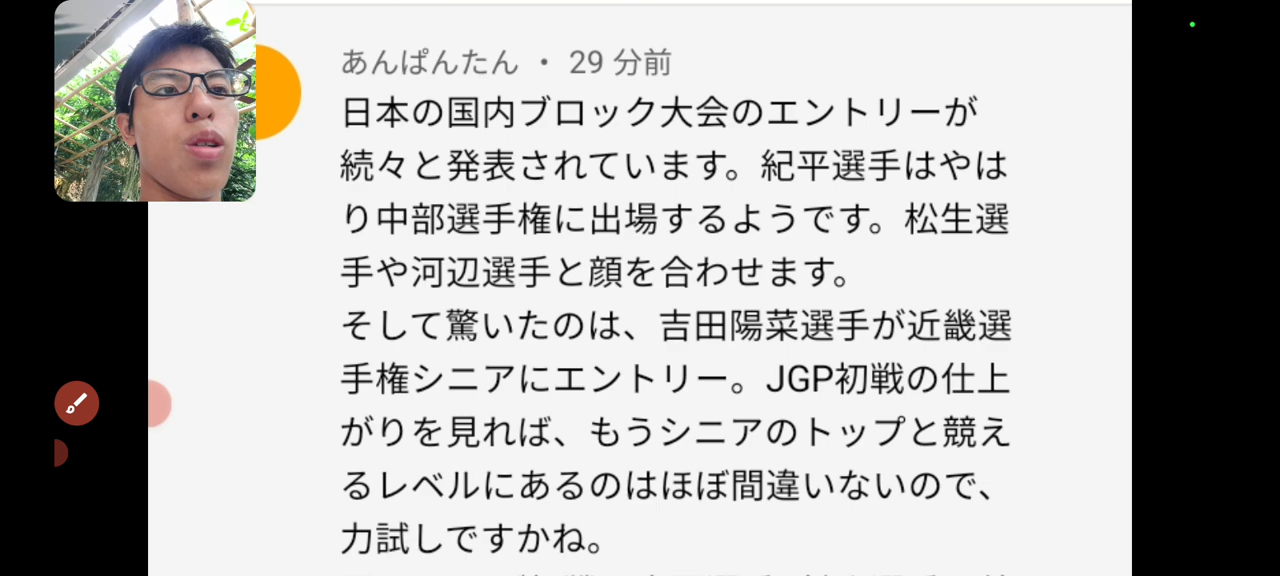 あんぱんたん ・ 29 分前
日本の国内ブロック大会のエントリーが
続々と発表されています。紀平選手はやは
り中部選手権に出場するようです。松生選
手や河辺選手と顔を合わせます。
そして驚いたのは、吉田陽菜選手が近畿選
手権シニアにエントリー。JGP初戦の仕上
がりを見れば、もうシニアのトップと競え
るレベルにあるのはほぼ間違いないので、
力試しですかね。